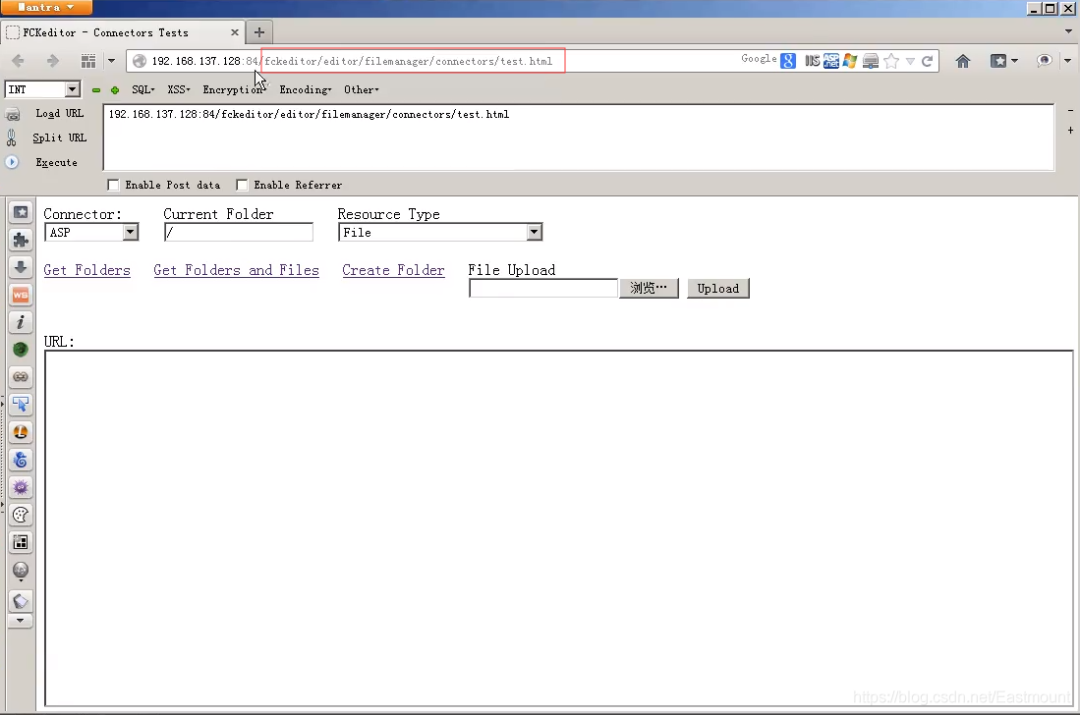 Mantra
FCKeditor - Connectors Tests
192.168.137.128:84/fckeditor/editor/filemanager/connectors/test.html
Google
INT
SQL
XSS
Encryption
Encoding
Other
Load URL
Split URL
Execute
192.168.137.128:84/fckeditor/editor/filemanager/connectors/test.html
Enable Post data
Enable Referrer
Connector:
Current Folder
Resource Type
ASP
/
File
Get Folders
Get Folders and Files
Create Folder
File Upload
浏览…
Upload
URL:
https://blog.csdn.net/Eastmount